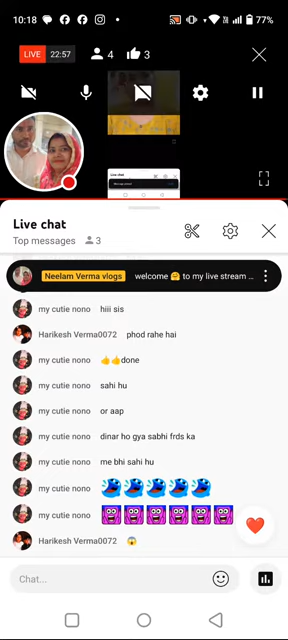 10:18
77%
LIVE 22:57 4 3
Live chat
Top messages 3
Neelam Verma vlogs welcome 🤗 to my live stream ...
my cutie nono hiii sis
Harikesh Verma0072 phod rahe hai
my cutie nono 👍👍done
my cutie nono sahi hu
my cutie nono or aap
my cutie nono dinar ho gya sabhi frds ka
my cutie nono me bhi sahi hu
my cutie nono
my cutie nono
Harikesh Verma0072 😱
Chat...